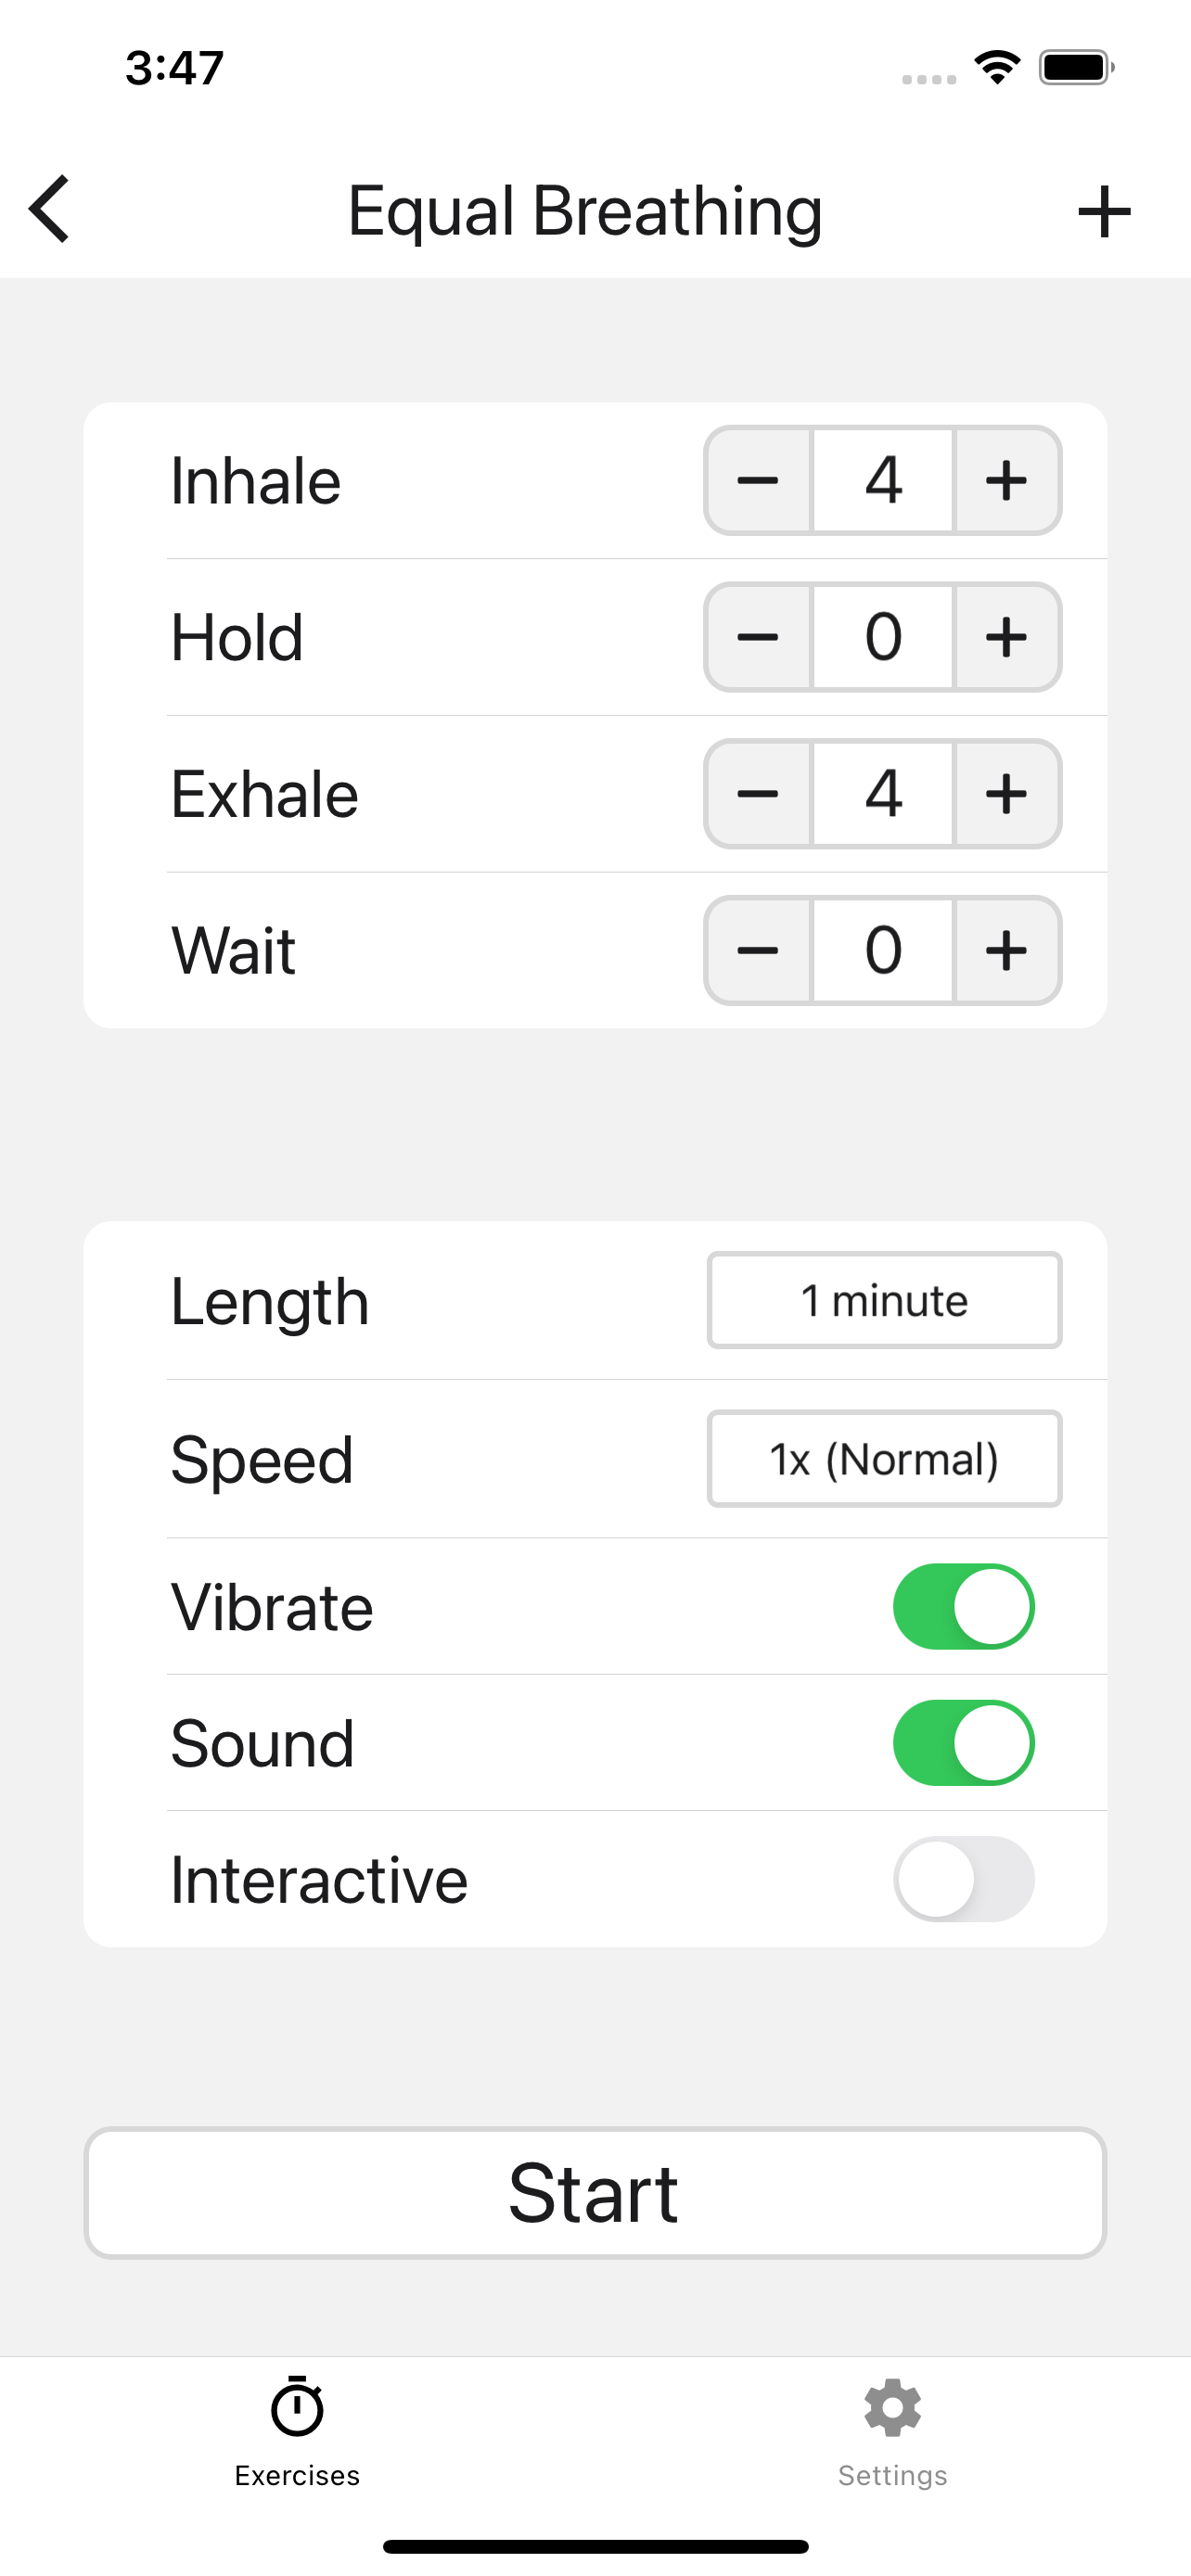 3:47
Equal Breathing
Inhale 4
Hold 0
Exhale 4
Wait 0
Length 1 minute
Speed 1x (Normal)
Vibrate
Sound
Interactive
Start
Exercises Settings